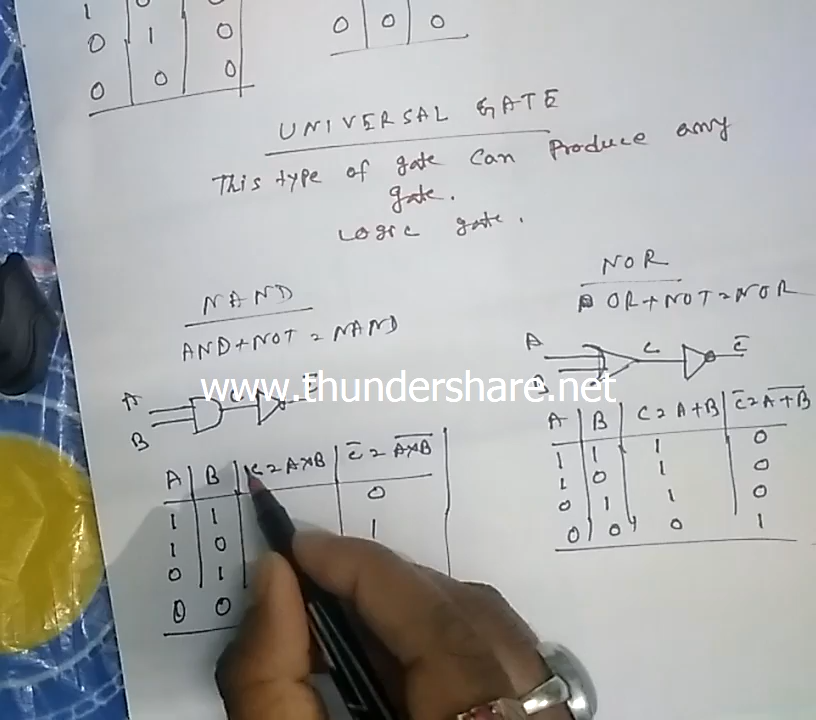 1 0
0 1 0
0 0 0
0 0 0
UNIVERSAL GATE
This type of gate can Produce any
gate.
Logic gate.
NAND
AND+NOT=NAND
A
B
C
A B C=A×B C̅=A×B̅
1 1 0
1 0 1
0 1
0 0
NOR
OR+NOT=NOR
A
B
C
C̅
A B C=A+B C̅=A+B̅
1 1 1 0
1 0 1 0
0 1 1 0
0 0 0 1
www.thundershare.net